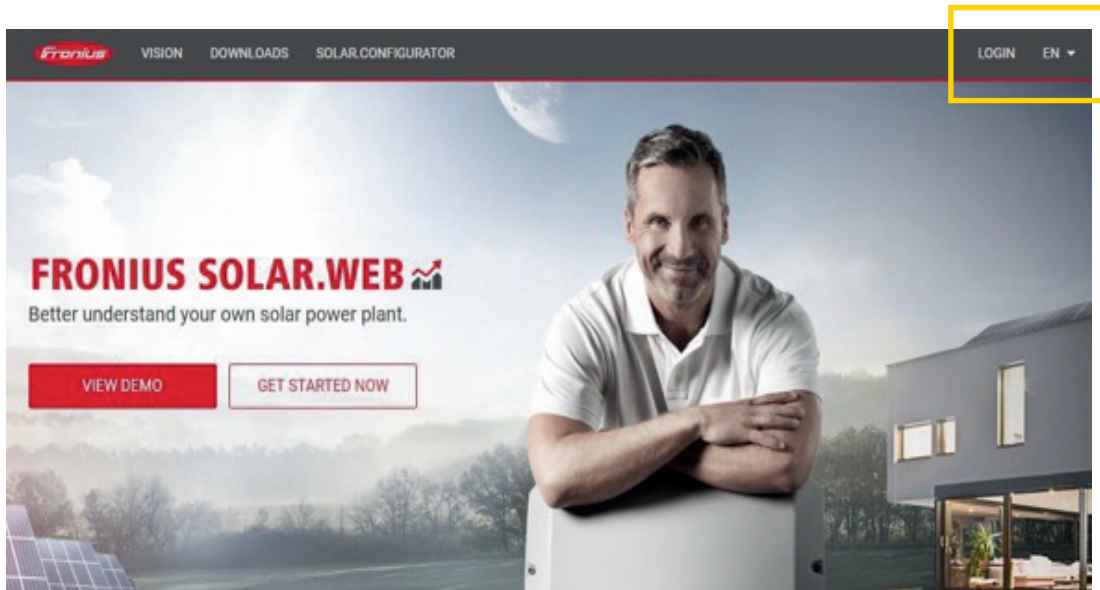 Fronius VISION DOWNLOADS SOLAR.CONFIGURATOR LOGIN EN
FRONIUS SOLAR.WEB
Better understand your own solar power plant.
VIEW DEMO GET STARTED NOW